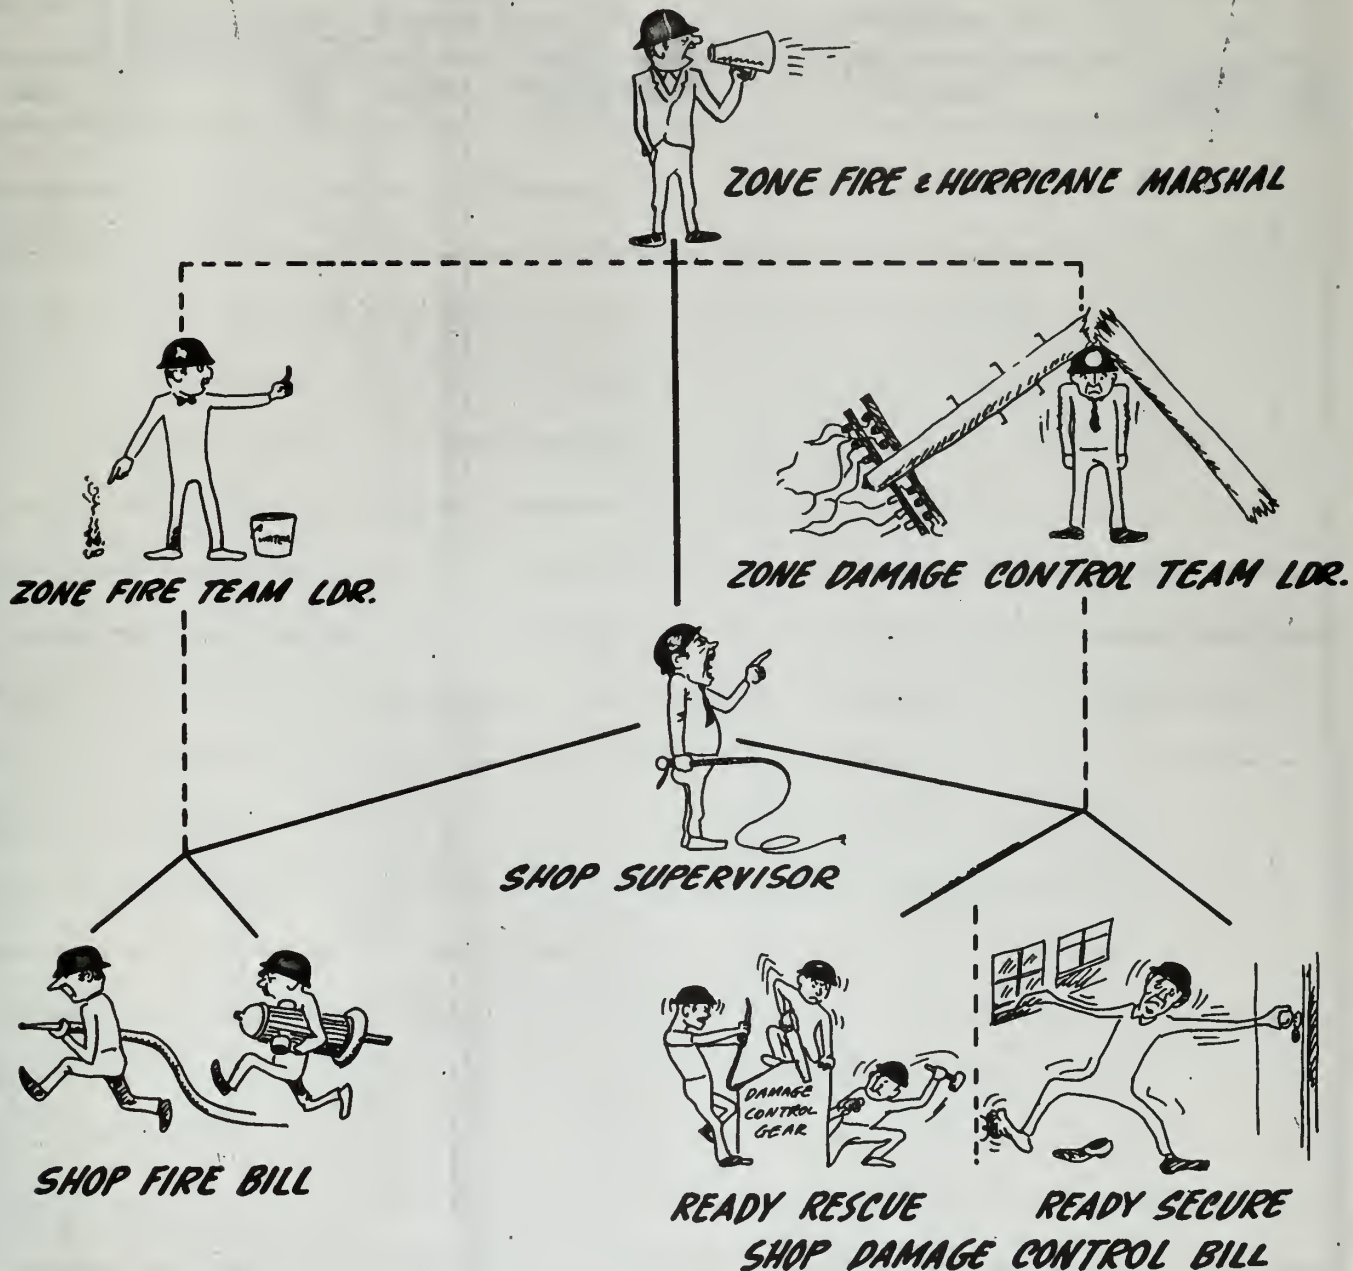 ZONE FIRE & HURRICANE MARSHAL
WATER
ZONE FIRE TEAM LDR.
ZONE DAMAGE CONTROL TEAM LDR.
SHOP SUPERVISOR
DAMAGE
CONTROL
GEAR
SHOP FIRE BILL
READY RESCUE READY SECURE
SHOP DAMAGE CONTROL BILL